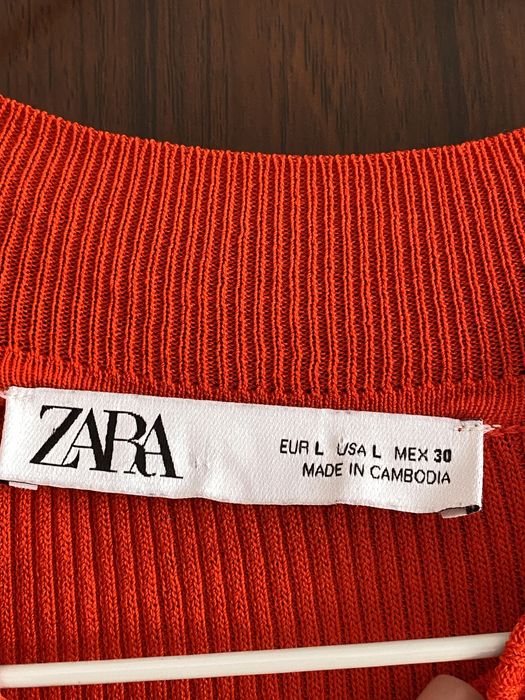 ZARA
EUR L USA L MEX 30
MADE IN CAMBODIA